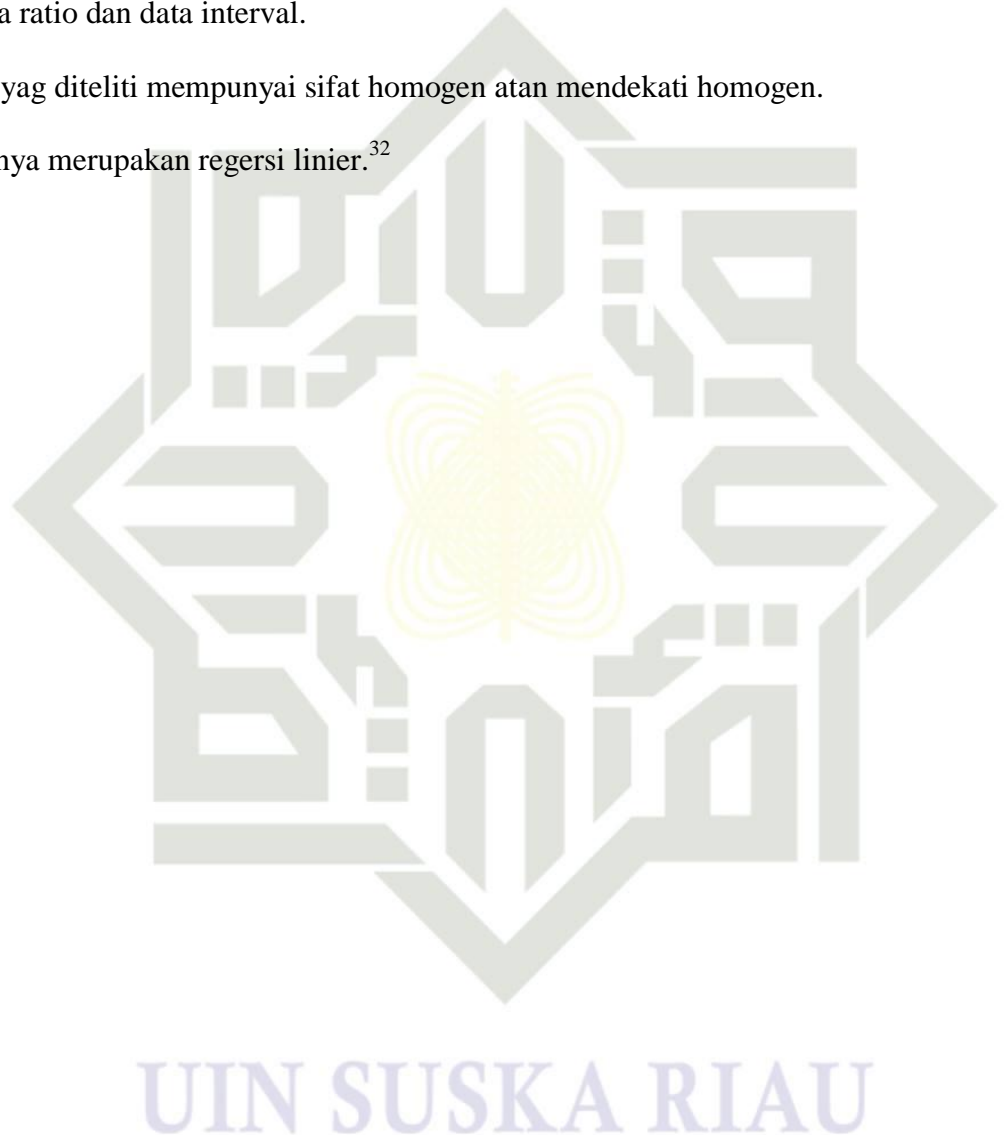 a ratio dan data interval.
yag diteliti mempunyai sifat homogen atan mendekati homogen.
nya merupakan regersi linier.32
UIN SUSKA RIAU